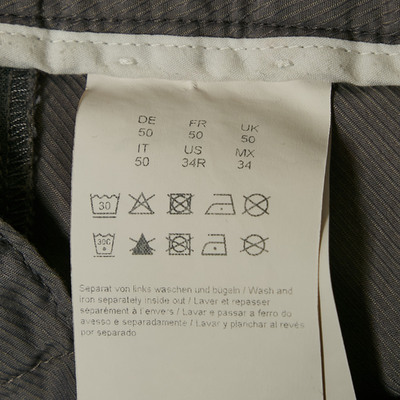 DE FR UK
50 50 50
IT US MX
50 34R 34
30
30C
Separat von links waschen und bügeln / Wash and
iron separately inside out / Laver et repasser
séparément à l'envers / Lavare e passare a ferro du
avesso e separadamente / Lavar y planchar al revés
por separado.